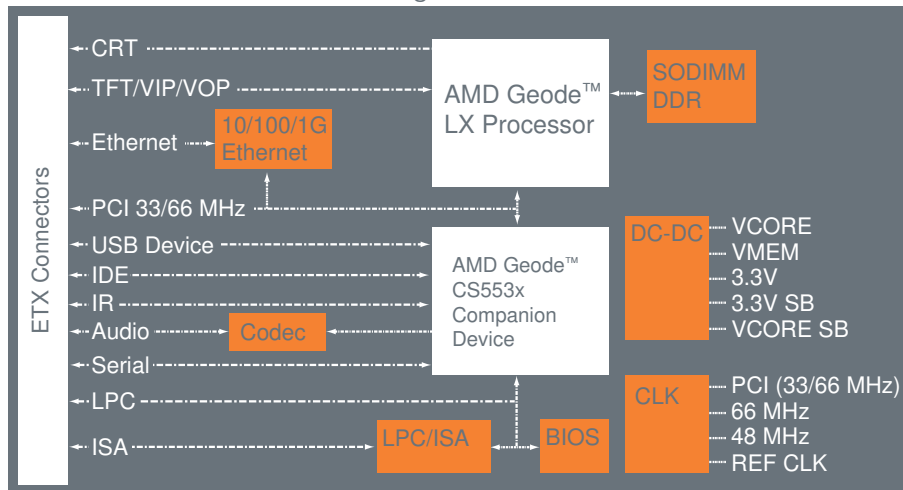 ETX Connectors
CRT
TFT/VIP/VOP
Ethernet
10/100/1G
Ethernet
PCI 33/66 MHz
USB Device
IDE
IR
Audio
Codec
Serial
LPC
ISA
LPC/ISA
BIOS
AMD Geode™
LX Processor
SODIMM
DDR
AMD Geode™
CS553x
Companion
Device
DC-DC
VCORE
VMEM
3.3V
3.3V SB
VCORE SB
CLK
PCI (33/66 MHz)
66 MHz
48 MHz
REF CLK